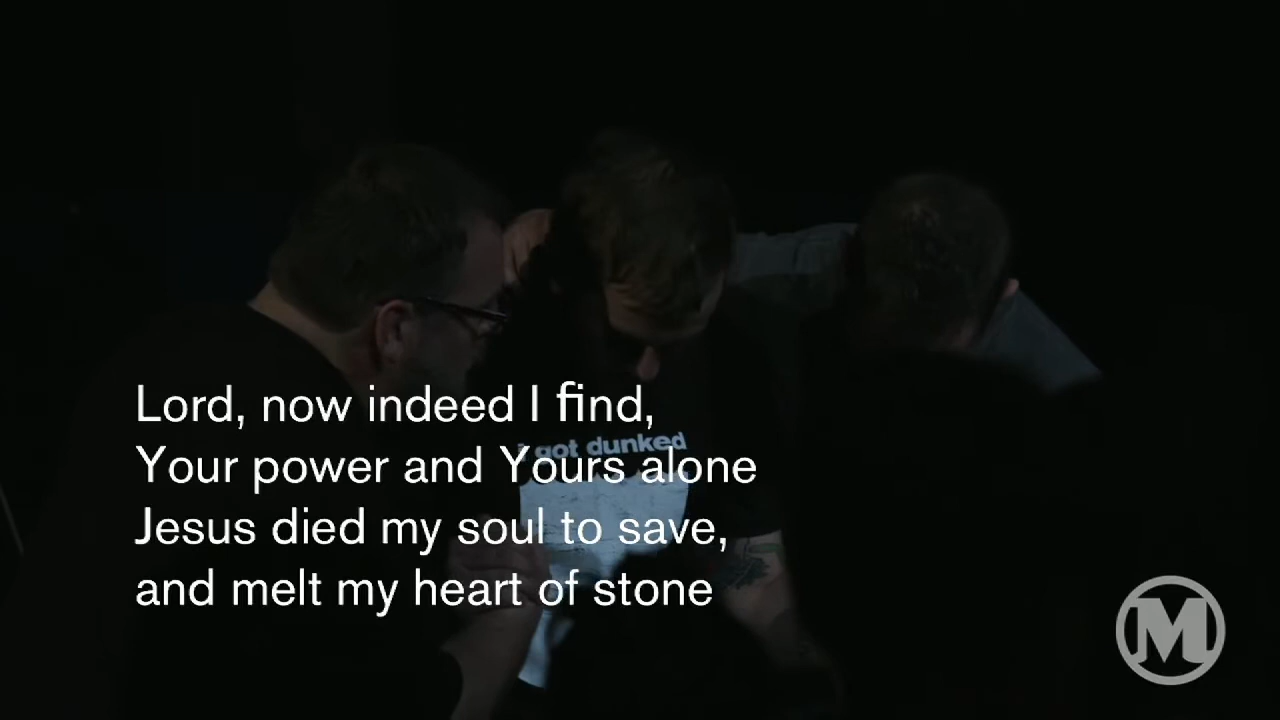 Lord, now indeed I find,
i got dunked
Your power and Yours alone
Jesus died my soul to save,
and melt my heart of stone
M